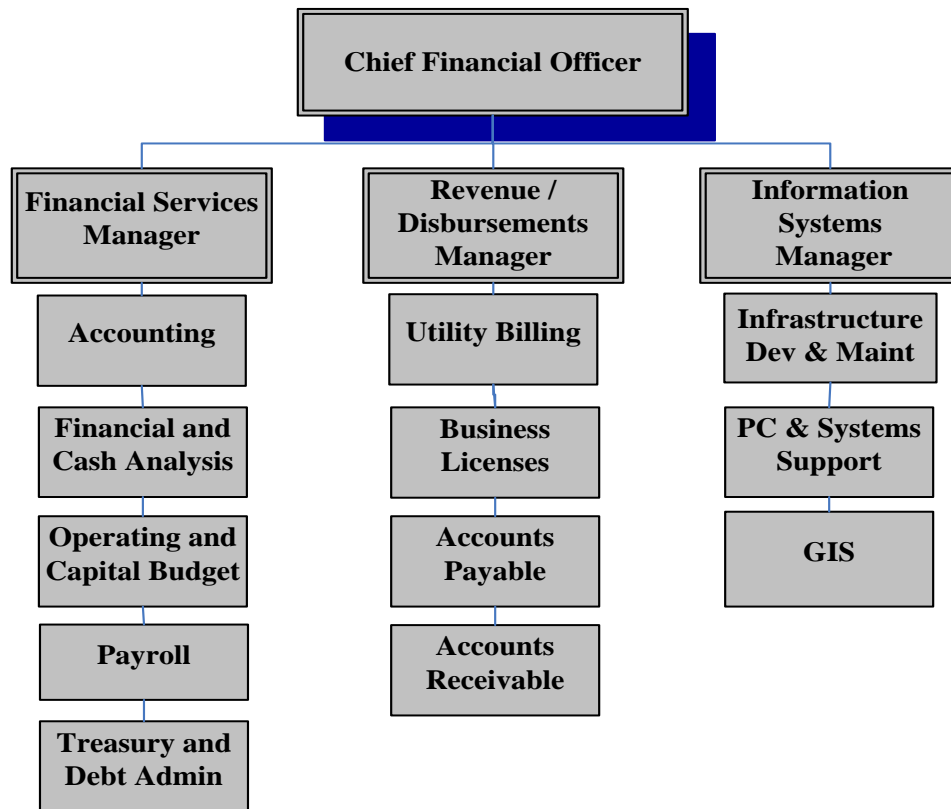 Chief Financial Officer
Financial Services
Manager
Revenue /
Disbursements
Manager
Information
Systems
Manager
Accounting
Utility Billing
Infrastructure
Dev & Maint
Financial and
Cash Analysis
Business
Licenses
PC & Systems
Support
Operating and
Capital Budget
Accounts
Payable
GIS
Payroll
Accounts
Receivable
Treasury and
Debt Admin